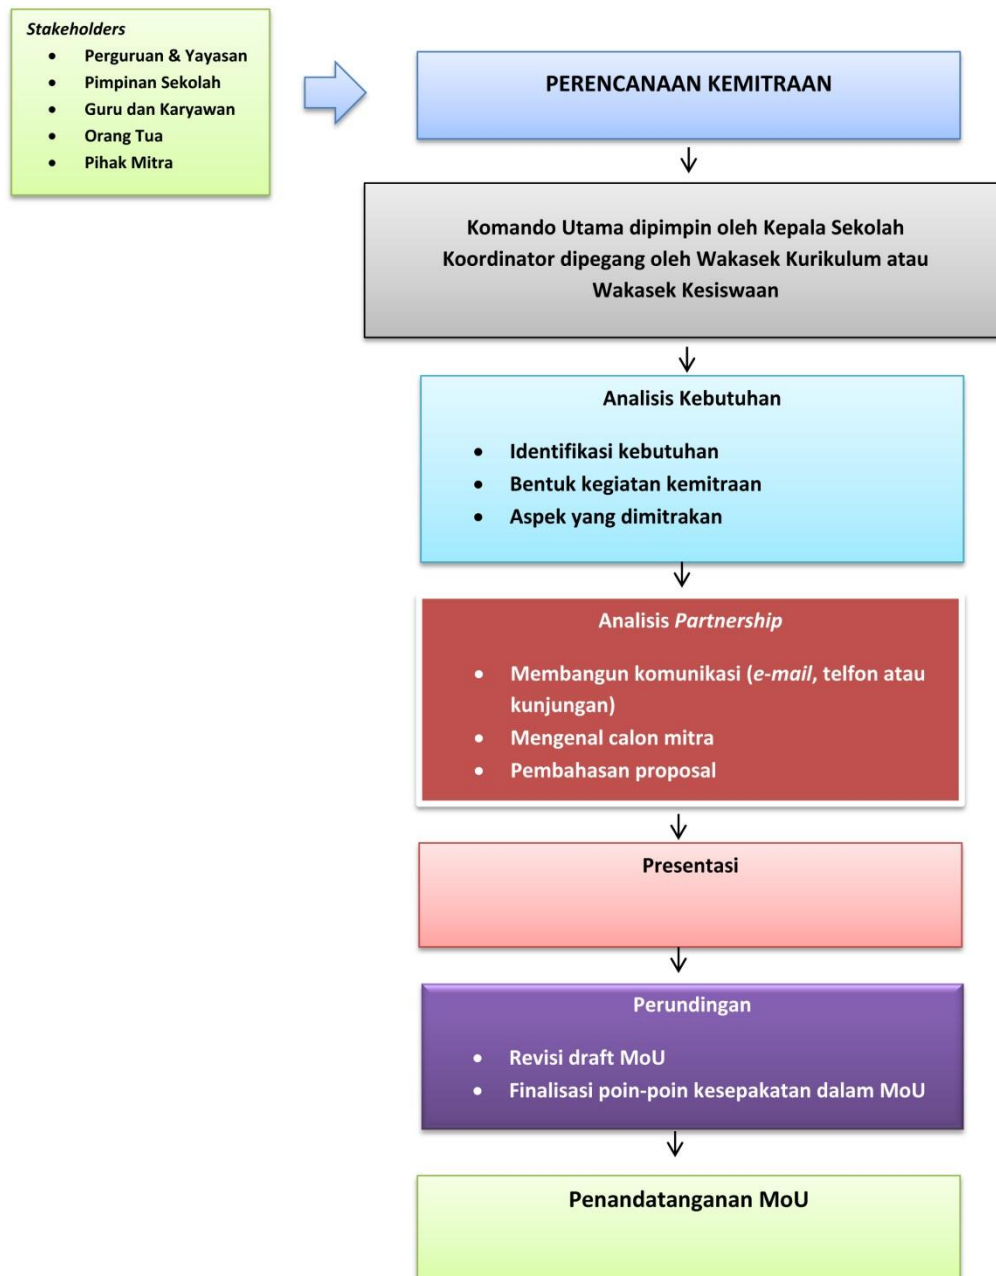 Stakeholders
• Perguruan & Yayasan
• Pimpinan Sekolah
• Guru dan Karyawan
• Orang Tua
• Pihak Mitra
PERENCANAAN KEMITRAAN
Komando Utama dipimpin oleh Kepala Sekolah
Koordinator dipegang oleh Wakasek Kurikulum atau
Wakasek Kesiswaan
Analisis Kebutuhan
• Identifikasi kebutuhan
• Bentuk kegiatan kemitraan
• Aspek yang dimitrakan
Analisis Partnership
• Membangun komunikasi (e-mail, telfon atau
kunjungan)
• Mengenal calon mitra
• Pembahasan proposal
Presentasi
Perundingan
• Revisi draft MoU
• Finalisasi poin-poin kesepakatan dalam MoU
Penandatanganan MoU